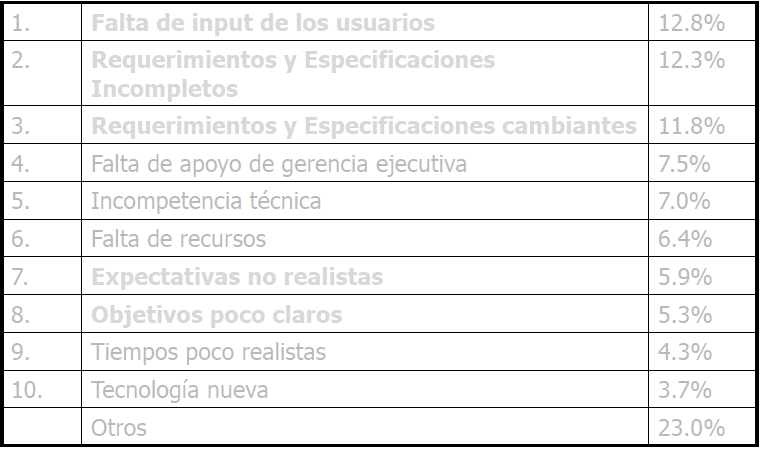 1. Falta de input de los usuarios 12.8%
2. Requerimientos y Especificaciones 12.3%
Incompletos
3. Requerimientos y Especificaciones cambiantes 11.8%
4. Falta de apoyo de gerencia ejecutiva 7.5%
5. Incompetencia técnica 7.0%
6. Falta de recursos 6.4%
7. Expectativas no realistas 5.9%
8. Objetivos poco claros 5.3%
9. Tiempos poco realistas 4.3%
10. Tecnología nueva 3.7%
Otros 23.0%